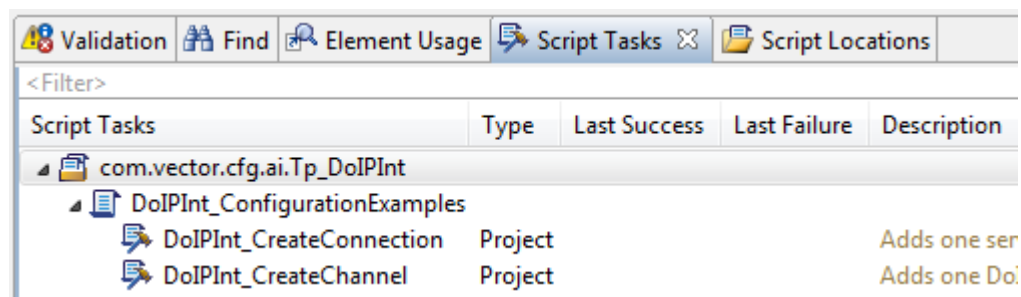 Validation Find Element Usage Script Tasks Script Locations
<Filter>
Script Tasks Type Last Success Last Failure Description
com.vector.cfg.ai.Tp_DoIPInt
DoIPInt_ConfigurationExamples
DoIPInt_CreateConnection Project Adds one ser
DoIPInt_CreateChannel Project Adds one DoI